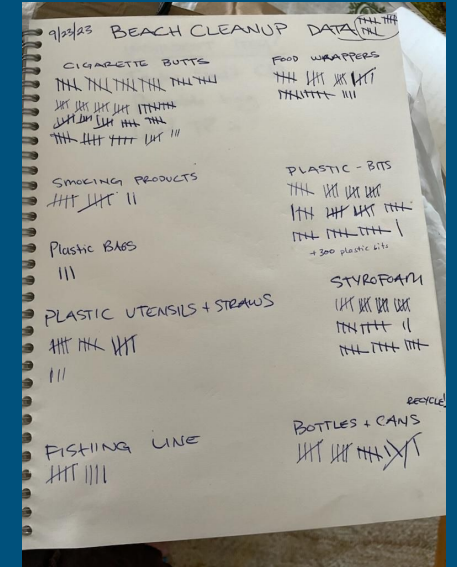 9/23/23 BEACH CLEANUP DATA
CIGARETTE BUTTS
FOOD WRAPPERS
SMOKING PRODUCTS
PLASTIC - BITS
+300 plastic bits
Plastic BAGS
STYROFOAM
PLASTIC UTENSILS + STRAWS
RECYCLE!
BOTTLES + CANS
FISHING LINE